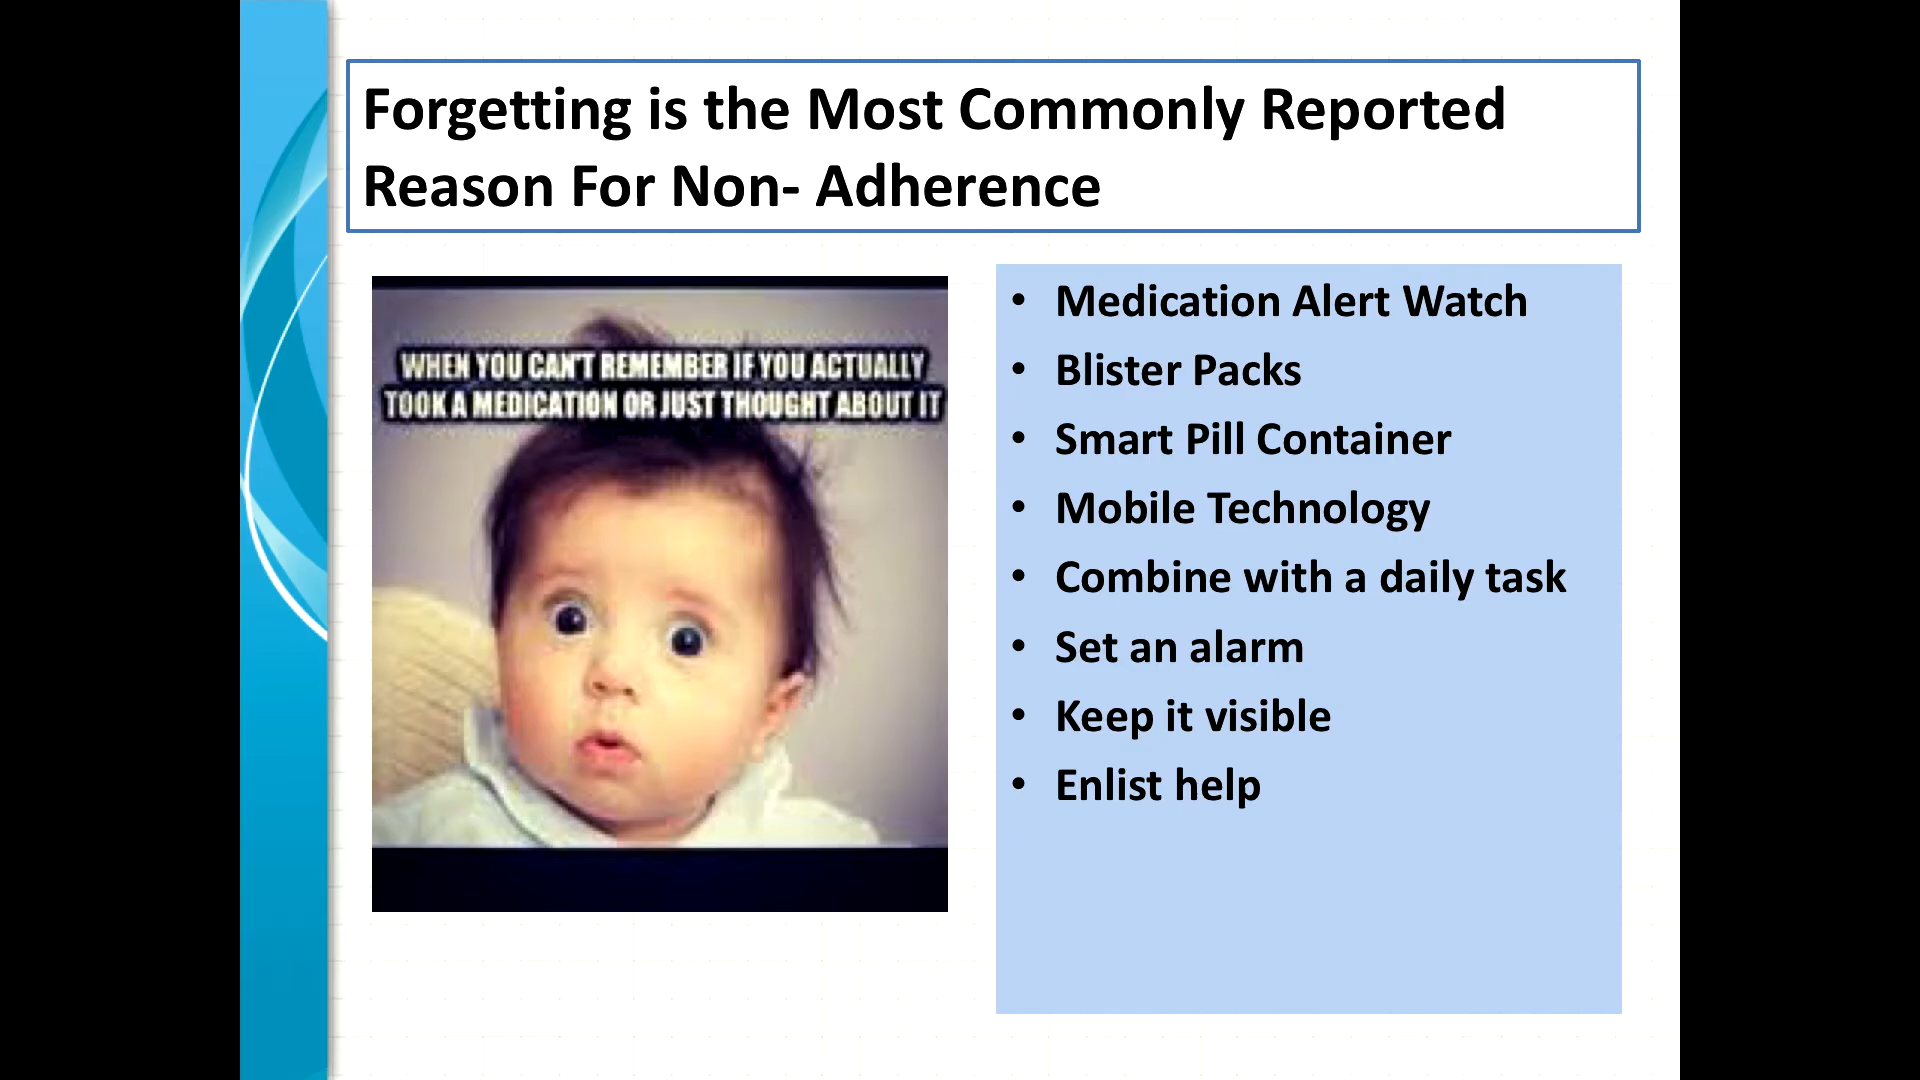 Forgetting is the Most Commonly Reported
Reason For Non- Adherence
WHEN YOU CAN'T REMEMBER IF YOU ACTUALLY
TOOK A MEDICATION OR JUST THOUGHT ABOUT IT
• Medication Alert Watch
• Blister Packs
• Smart Pill Container
• Mobile Technology
• Combine with a daily task
• Set an alarm
• Keep it visible
• Enlist help